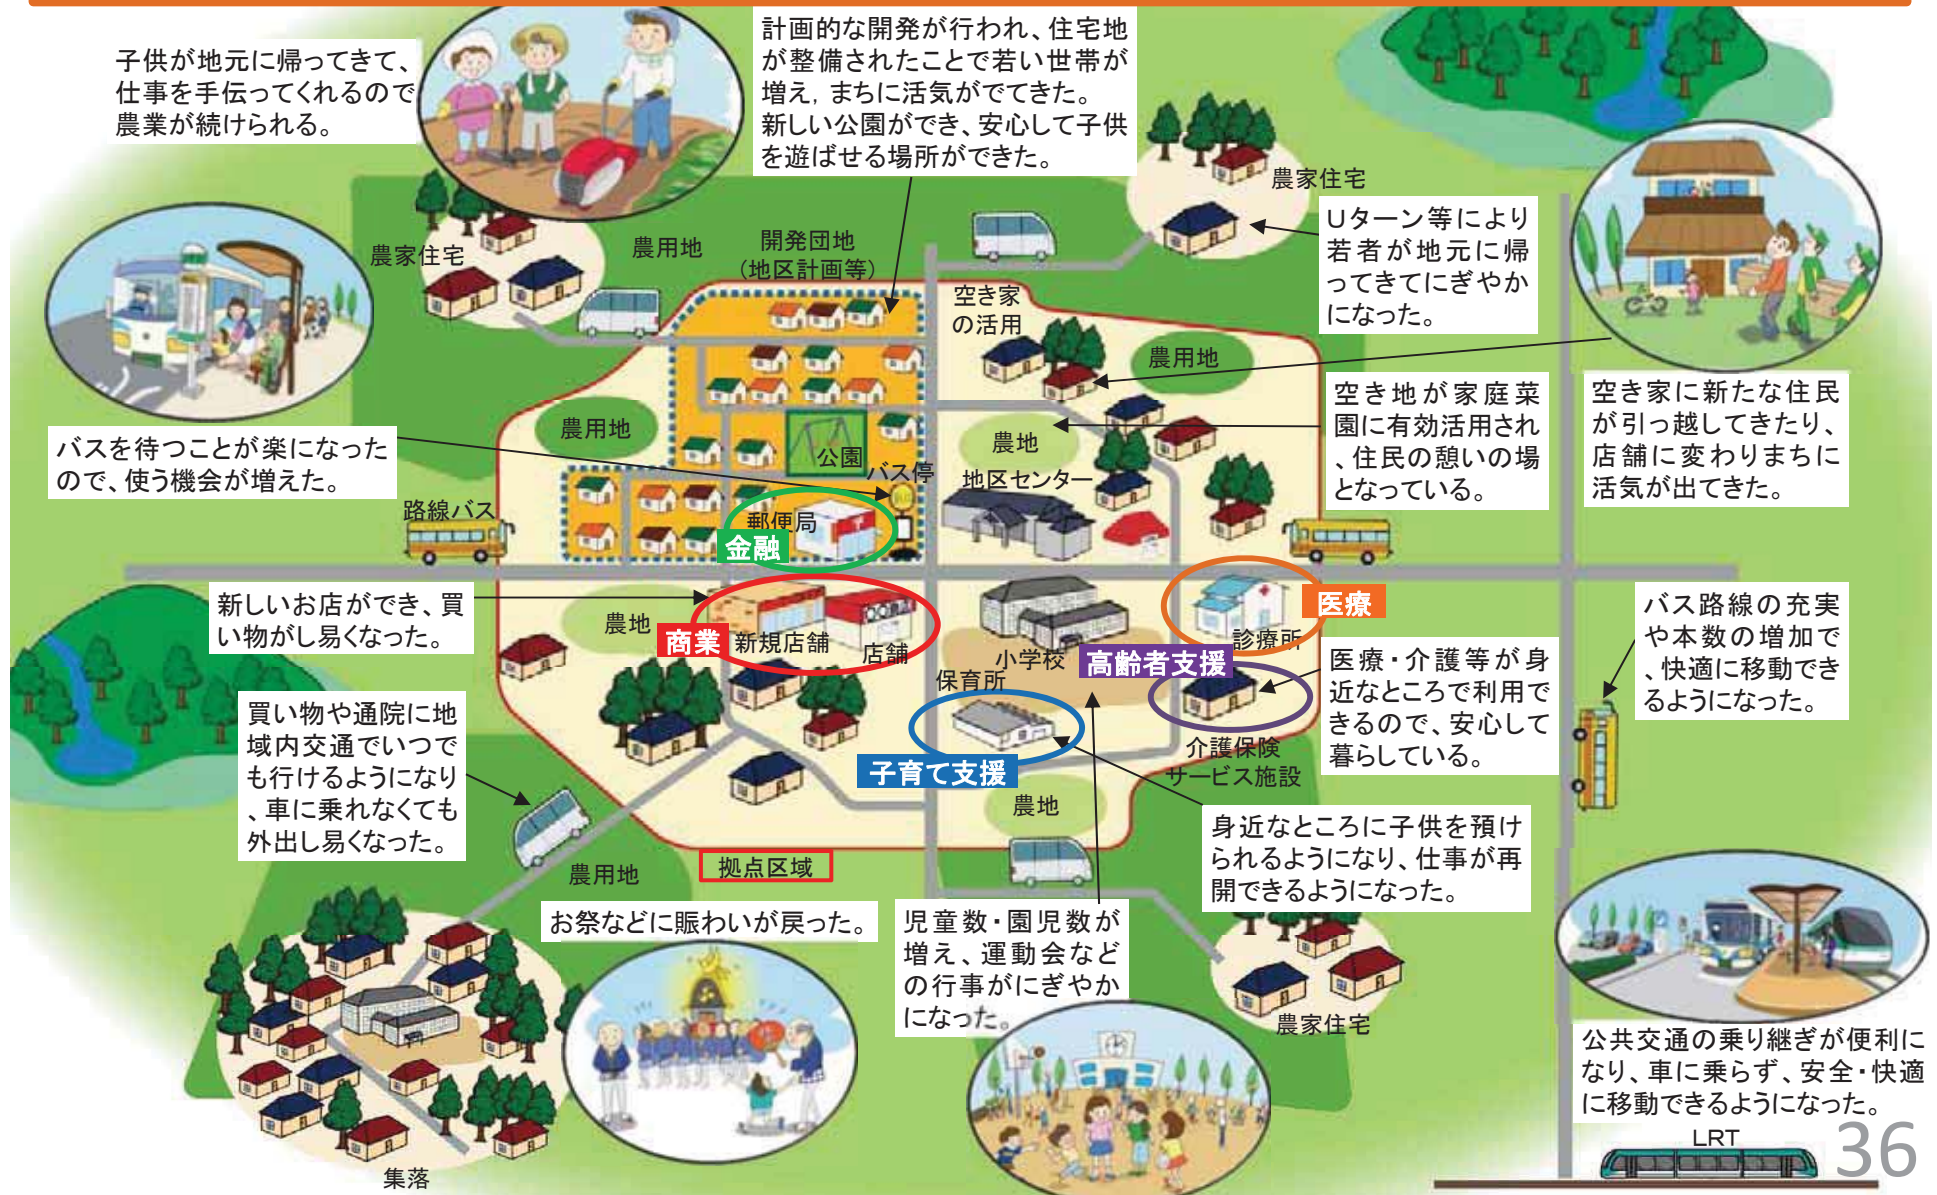 子供が地元に帰ってきて、
仕事を手伝ってくれるので
農業が続けられる。
計画的な開発が行われ、住宅地
が整備されたことで若い世帯が
増え，まちに活気がでてきた。
新しい公園ができ、安心して子供
を遊ばせる場所ができた。
農家住宅
Uターン等により
若者が地元に帰
ってきてにぎやか
になった。
農家住宅
農用地
開発団地
（地区計画等）
空き家
の活用
農用地
空き地が家庭菜
園に有効活用され
、住民の憩いの場
となっている。
空き家に新たな住民
が引っ越してきたり、
店舗に変わりまちに
活気が出てきた。
バスを待つことが楽になった
ので、使う機会が増えた。
農用地
公園
バス停
農地
地区センター
路線バス
郵便局
金融
新しいお店ができ、買
い物がし易くなった。
農地
商業
新規店舗
店舗
小学校
保育所
高齢者支援
医療
診療所
バス路線の充実
や本数の増加で
、快適に移動でき
るようになった。
医療・介護等が身
近なところで利用で
きるので、安心して
暮らしている。
買い物や通院に地
域内交通でいつで
も行けるようになり
、車に乗れなくても
外出し易くなった。
子育て支援
介護保険
サービス施設
農地
身近なところに子供を預け
られるようになり、仕事が再
開できるようになった。
農用地
拠点区域
お祭などに賑わいが戻った。
児童数・園児数が
増え、運動会など
の行事がにぎやか
になった。
農家住宅
公共交通の乗り継ぎが便利に
なり、車に乗らず、安全・快適
に移動できるようになった。
LRT
集落
36